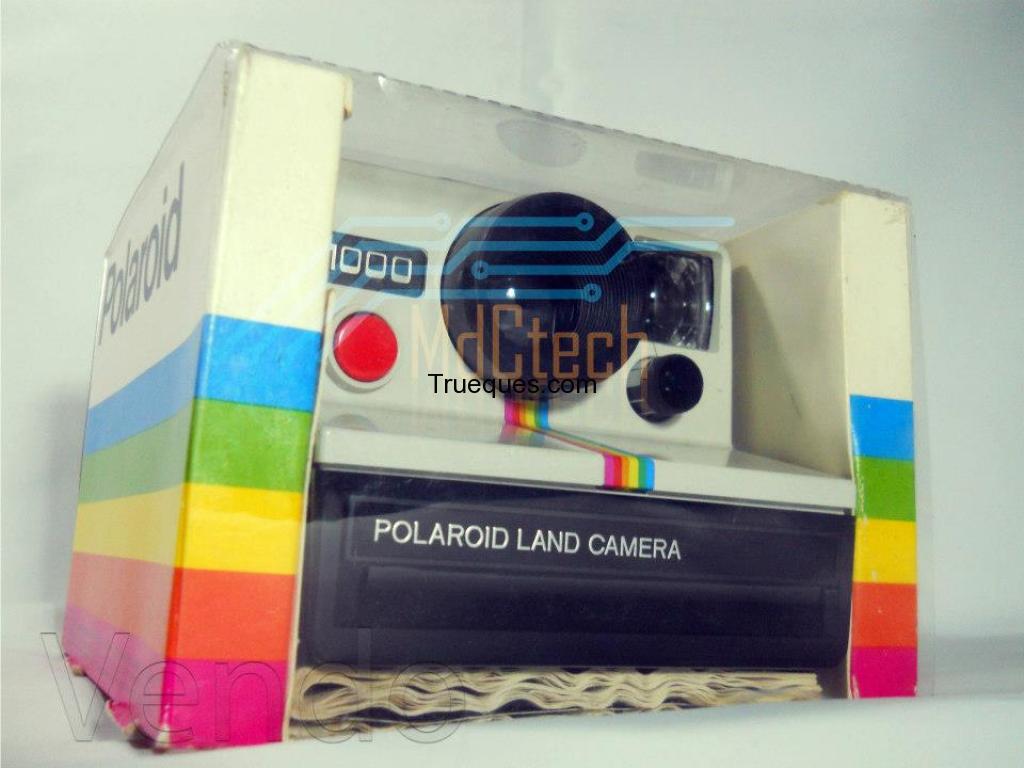 Polaroid
1000
MdCtech
Trueques.com
POLAROID LAND CAMERA
Vendo